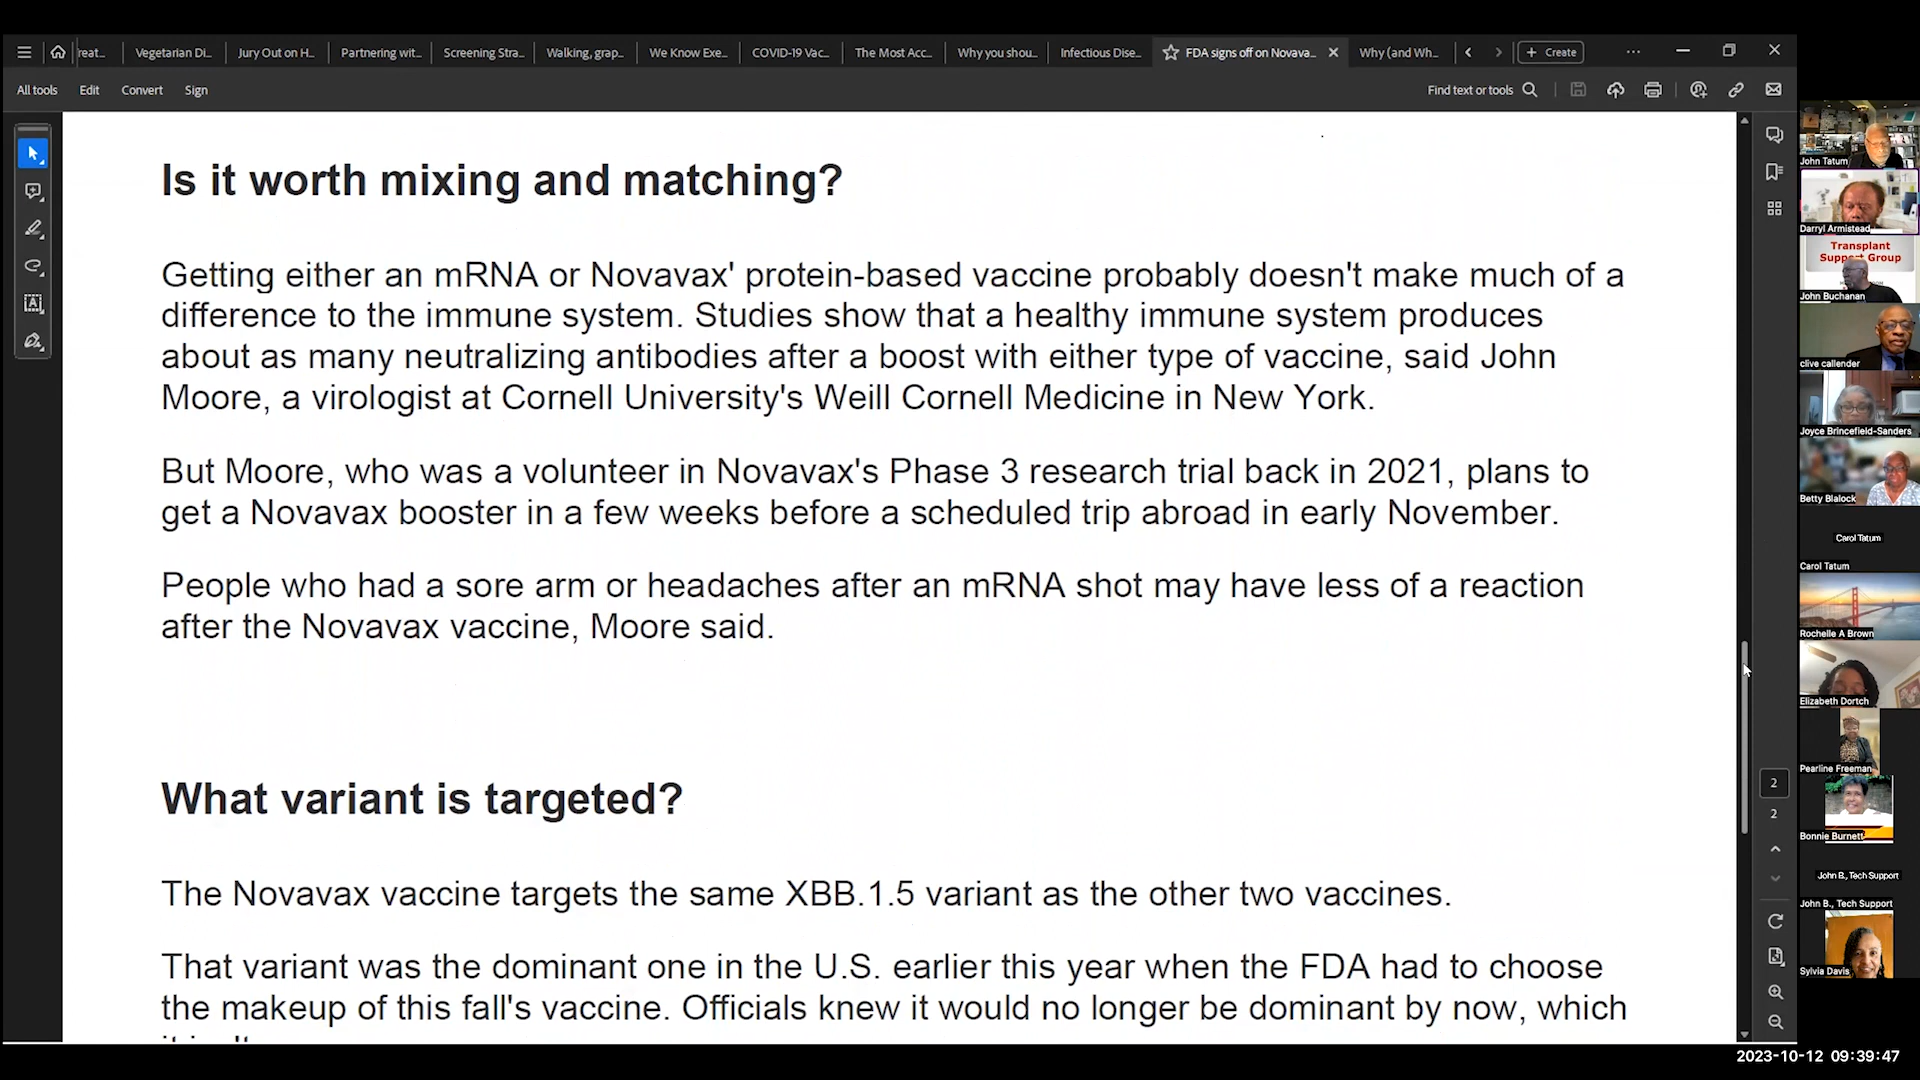 reat...
Vegetarian Di...
Jury Out on H...
Partnering wit...
Screening Stra...
Walking, grap...
We Know Exe...
COVID-19 Vac...
The Most Acc...
Why you shou...
Infectious Dise...
FDA signs off on Novava...
Why (and Wh...
Create
All tools
Edit
Convert
Sign
Find text or tools
Is it worth mixing and matching?
Getting either an mRNA or Novavax' protein-based vaccine probably doesn't make much of a
difference to the immune system. Studies show that a healthy immune system produces
about as many neutralizing antibodies after a boost with either type of vaccine, said John
Moore, a virologist at Cornell University's Weill Cornell Medicine in New York.
But Moore, who was a volunteer in Novavax's Phase 3 research trial back in 2021, plans to
get a Novavax booster in a few weeks before a scheduled trip abroad in early November.
People who had a sore arm or headaches after an mRNA shot may have less of a reaction
after the Novavax vaccine, Moore said.
What variant is targeted?
The Novavax vaccine targets the same XBB.1.5 variant as the other two vaccines.
That variant was the dominant one in the U.S. earlier this year when the FDA had to choose
the makeup of this fall's vaccine. Officials knew it would no longer be dominant by now, which
2
2
John Tatum
Darryl Armistead
Transplant
Support Group
John Buchanan
clive callender
Joyce Brincefield-Sanders
Betty Blalock
Carol Tatum
Carol Tatum
Rochelle A Brown
Elizabeth Dortch
Pearline Freeman
Bonnie Burnett
John B., Tech Support
John B., Tech Support
Sylvia Davis
2023-10-12 09:39:47